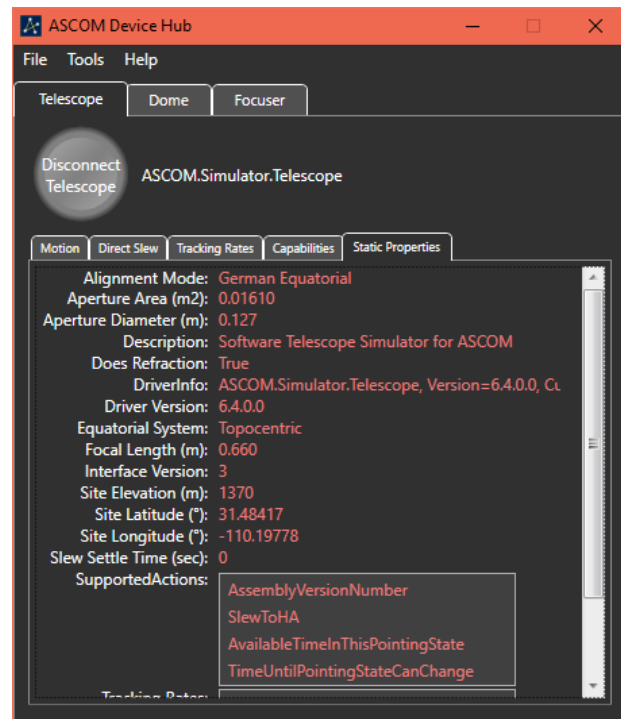 ASCOM Device Hub
File Tools Help
Telescope Dome Focuser
Disconnect
Telescope
ASCOM.Simulator.Telescope
Motion Direct Slew Tracking Rates Capabilities Static Properties
Alignment Mode: German Equatorial
Aperture Area (m2): 0.01610
Aperture Diameter (m): 0.127
Description: Software Telescope Simulator for ASCOM
Does Refraction: True
DriverInfo: ASCOM.Simulator.Telescope, Version=6.4.0.0, Cu
Driver Version: 6.4.0.0
Equatorial System: Topocentric
Focal Length (m): 0.660
Interface Version: 3
Site Elevation (m): 1370
Site Latitude (°): 31.48417
Site Longitude (°): -110.19778
Slew Settle Time (sec): 0
SupportedActions:
AssemblyVersionNumber
SlewToHA
AvailableTimeInThisPointingState
TimeUntilPointingStateCanChange
Tracking Rates: